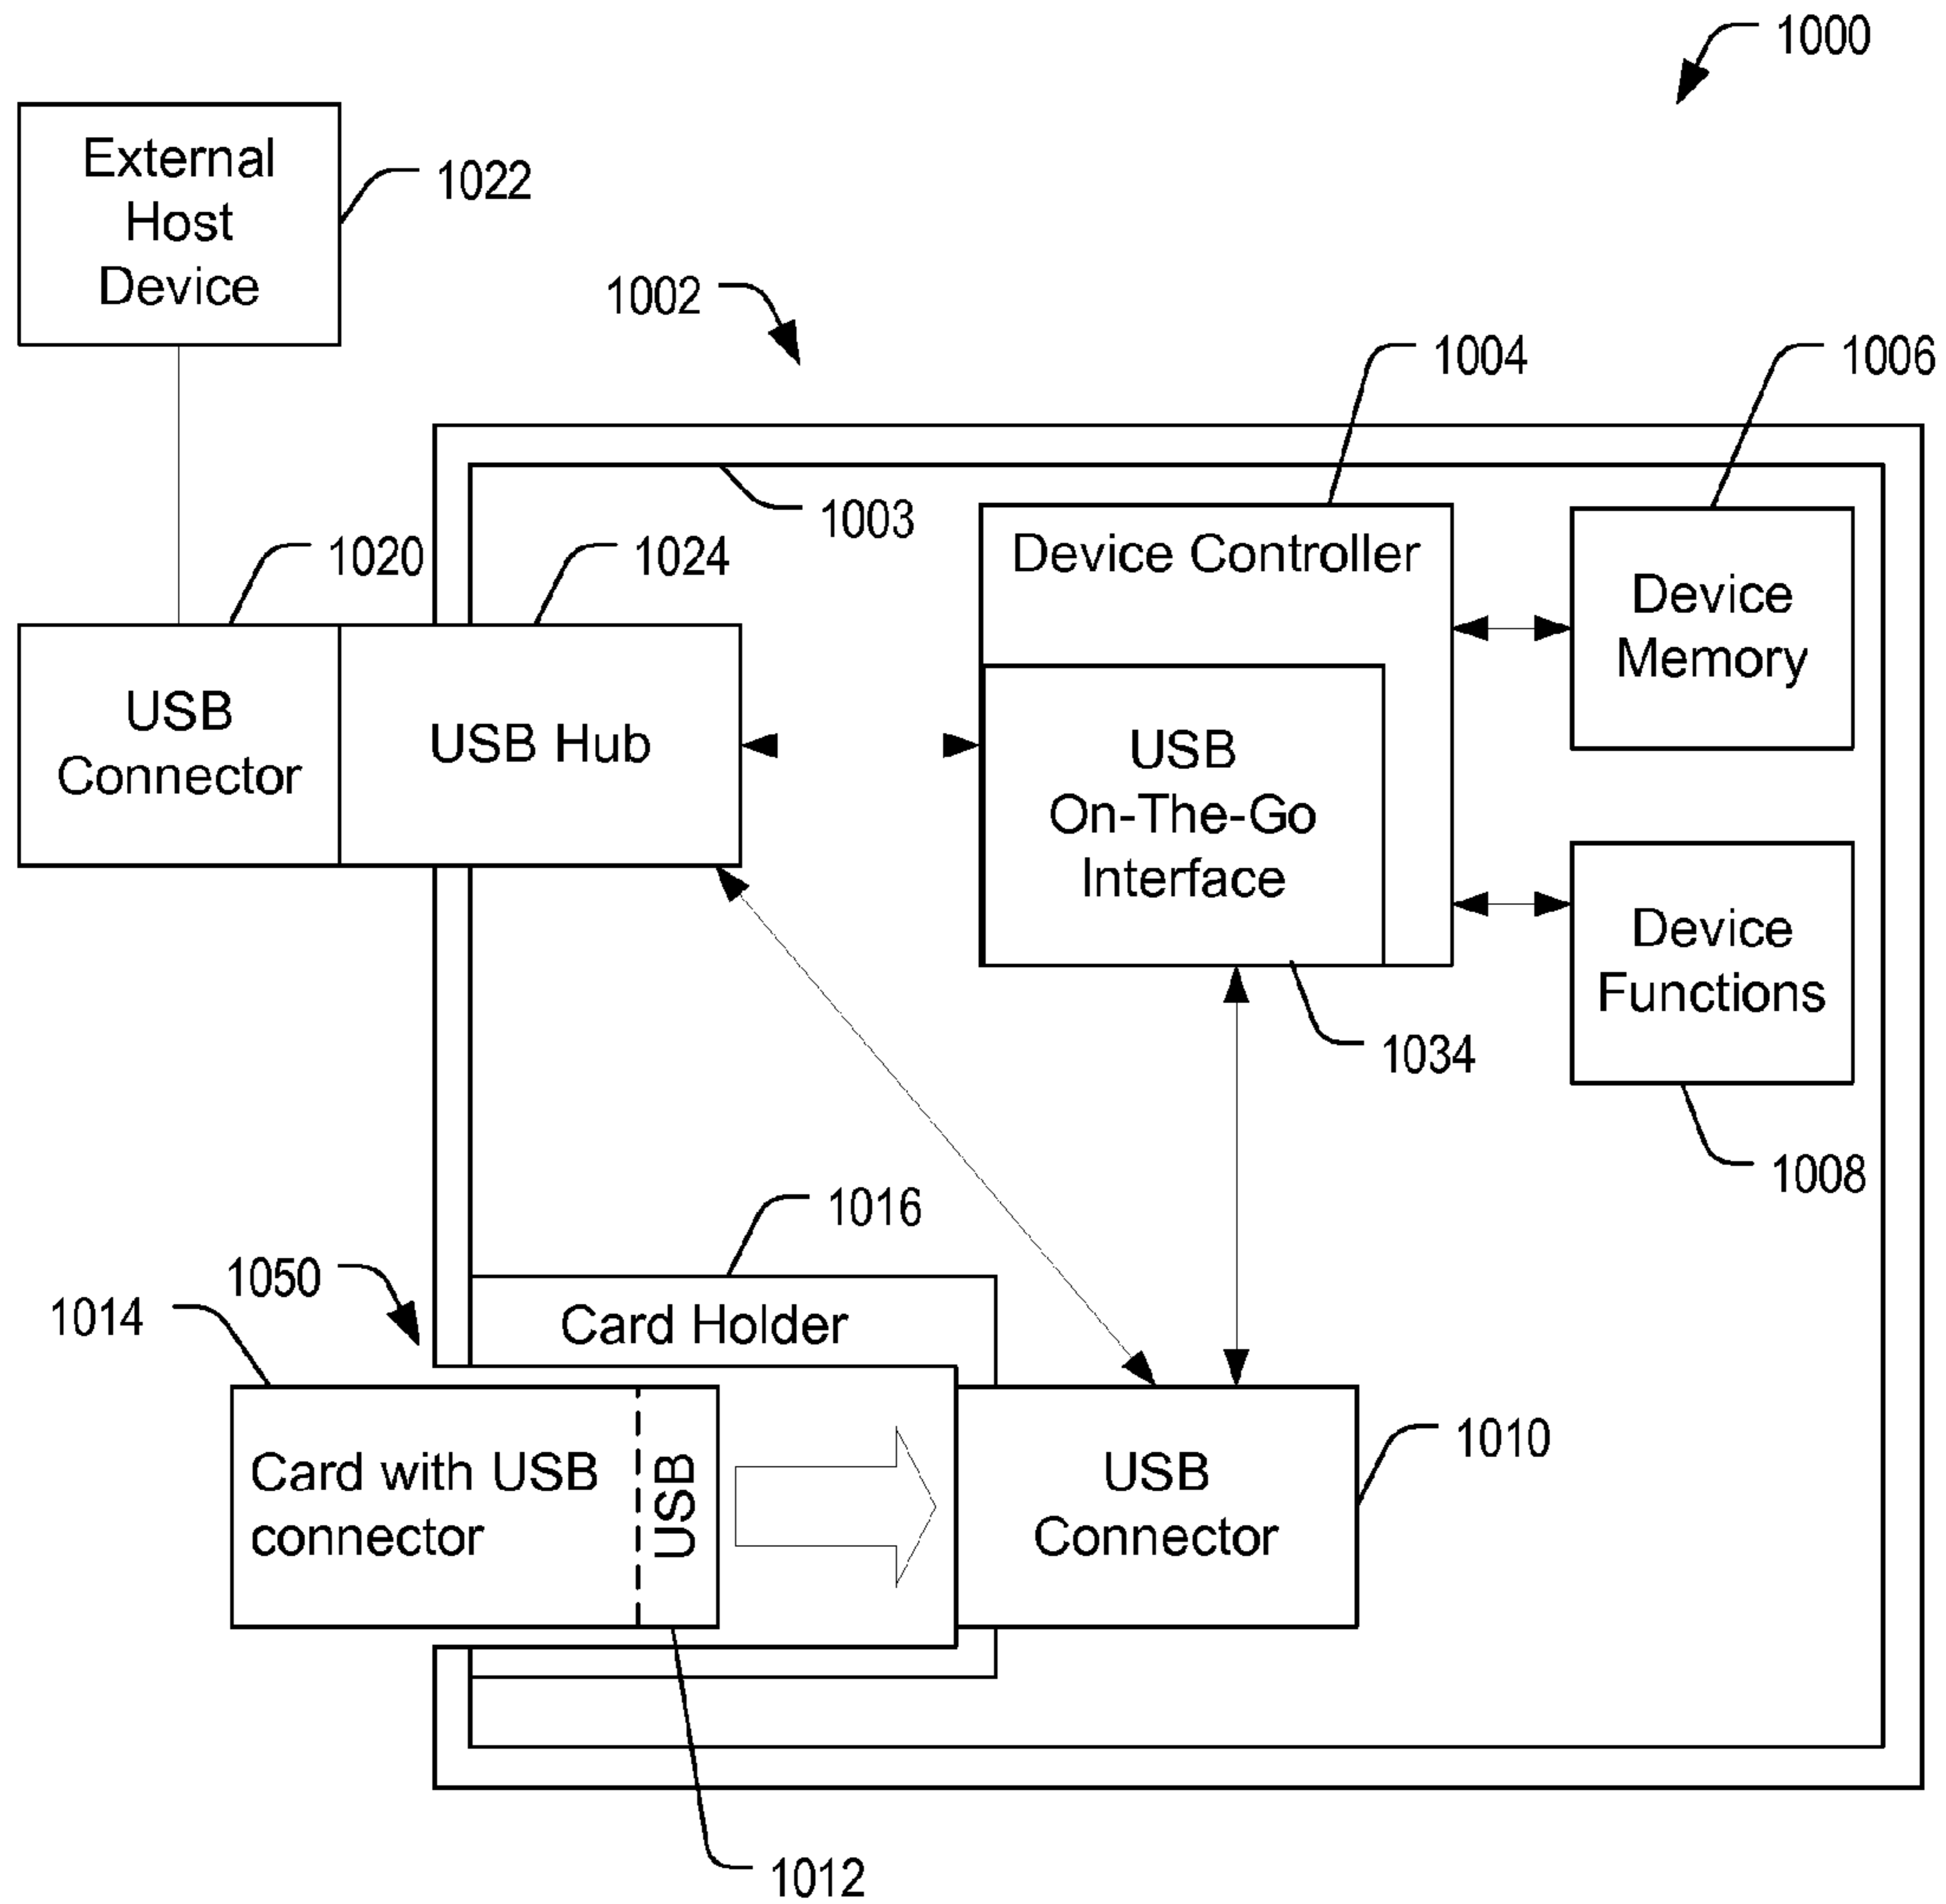 1000
External
Host
Device
1022
1002
1004
1006
1003
1020
1024
Device Controller
Device
Memory
USB
Connector
USB Hub
USB
On-The-Go
Interface
Device
Functions
1034
1008
1016
1050
1014
Card Holder
Card with USB
connector
USB
USB
Connector
1010
1012